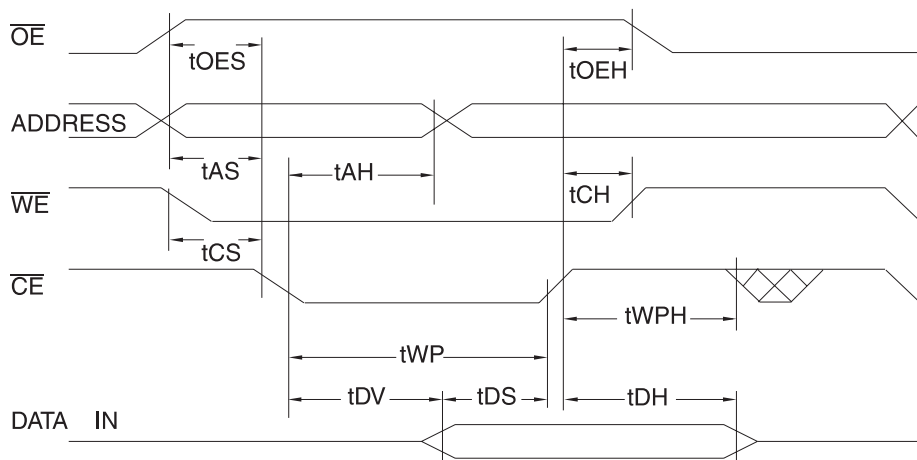 OE
tOES
tOEH
ADDRESS
tAS
tAH
tCH
WE
tCS
CE
tWPH
tWP
tDV
tDS
tDH
DATA IN